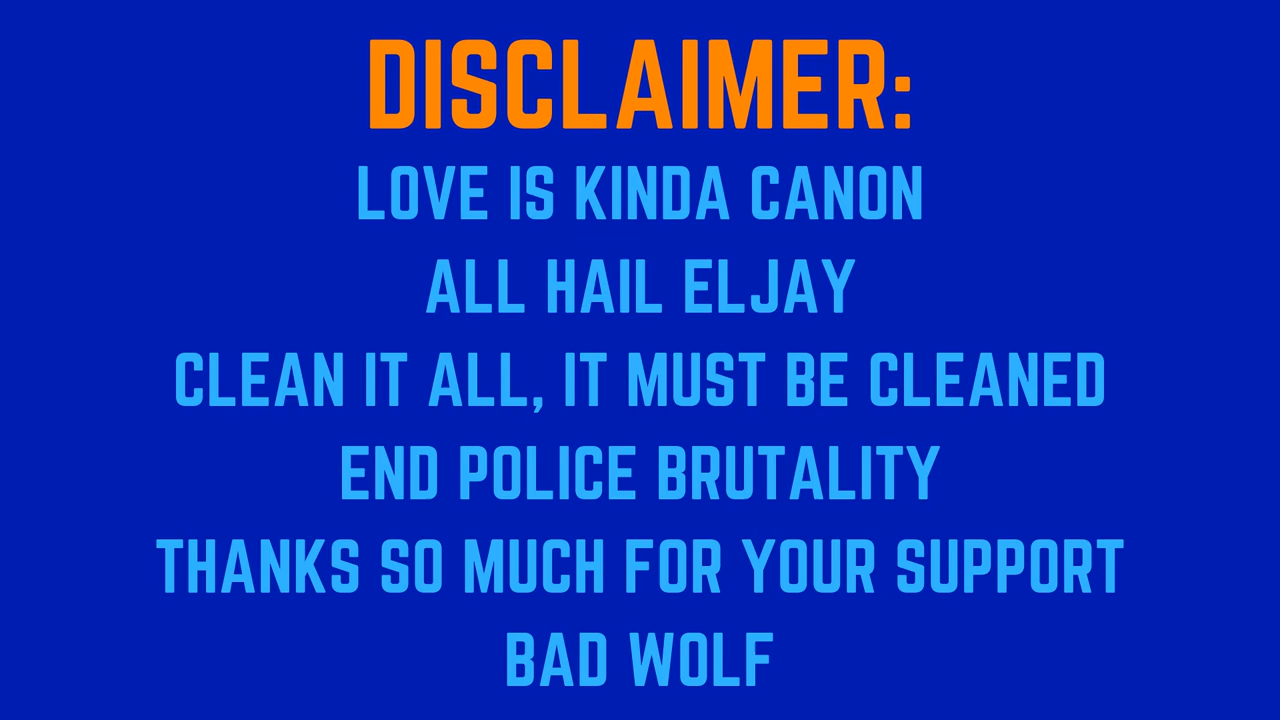 DISCLAIMER:
LOVE IS KINDA CANON
ALL HAIL ELJAY
CLEAN IT ALL, IT MUST BE CLEANED
END POLICE BRUTALITY
THANKS SO MUCH FOR YOUR SUPPORT
BAD WOLF